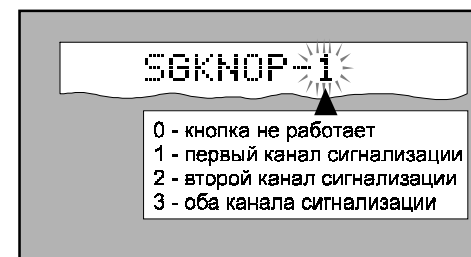 SGKNOP-1
0 - кнопка не работает
1 - первый канал сигнализации
2 - второй канал сигнализации
3 - оба канала сигнализации